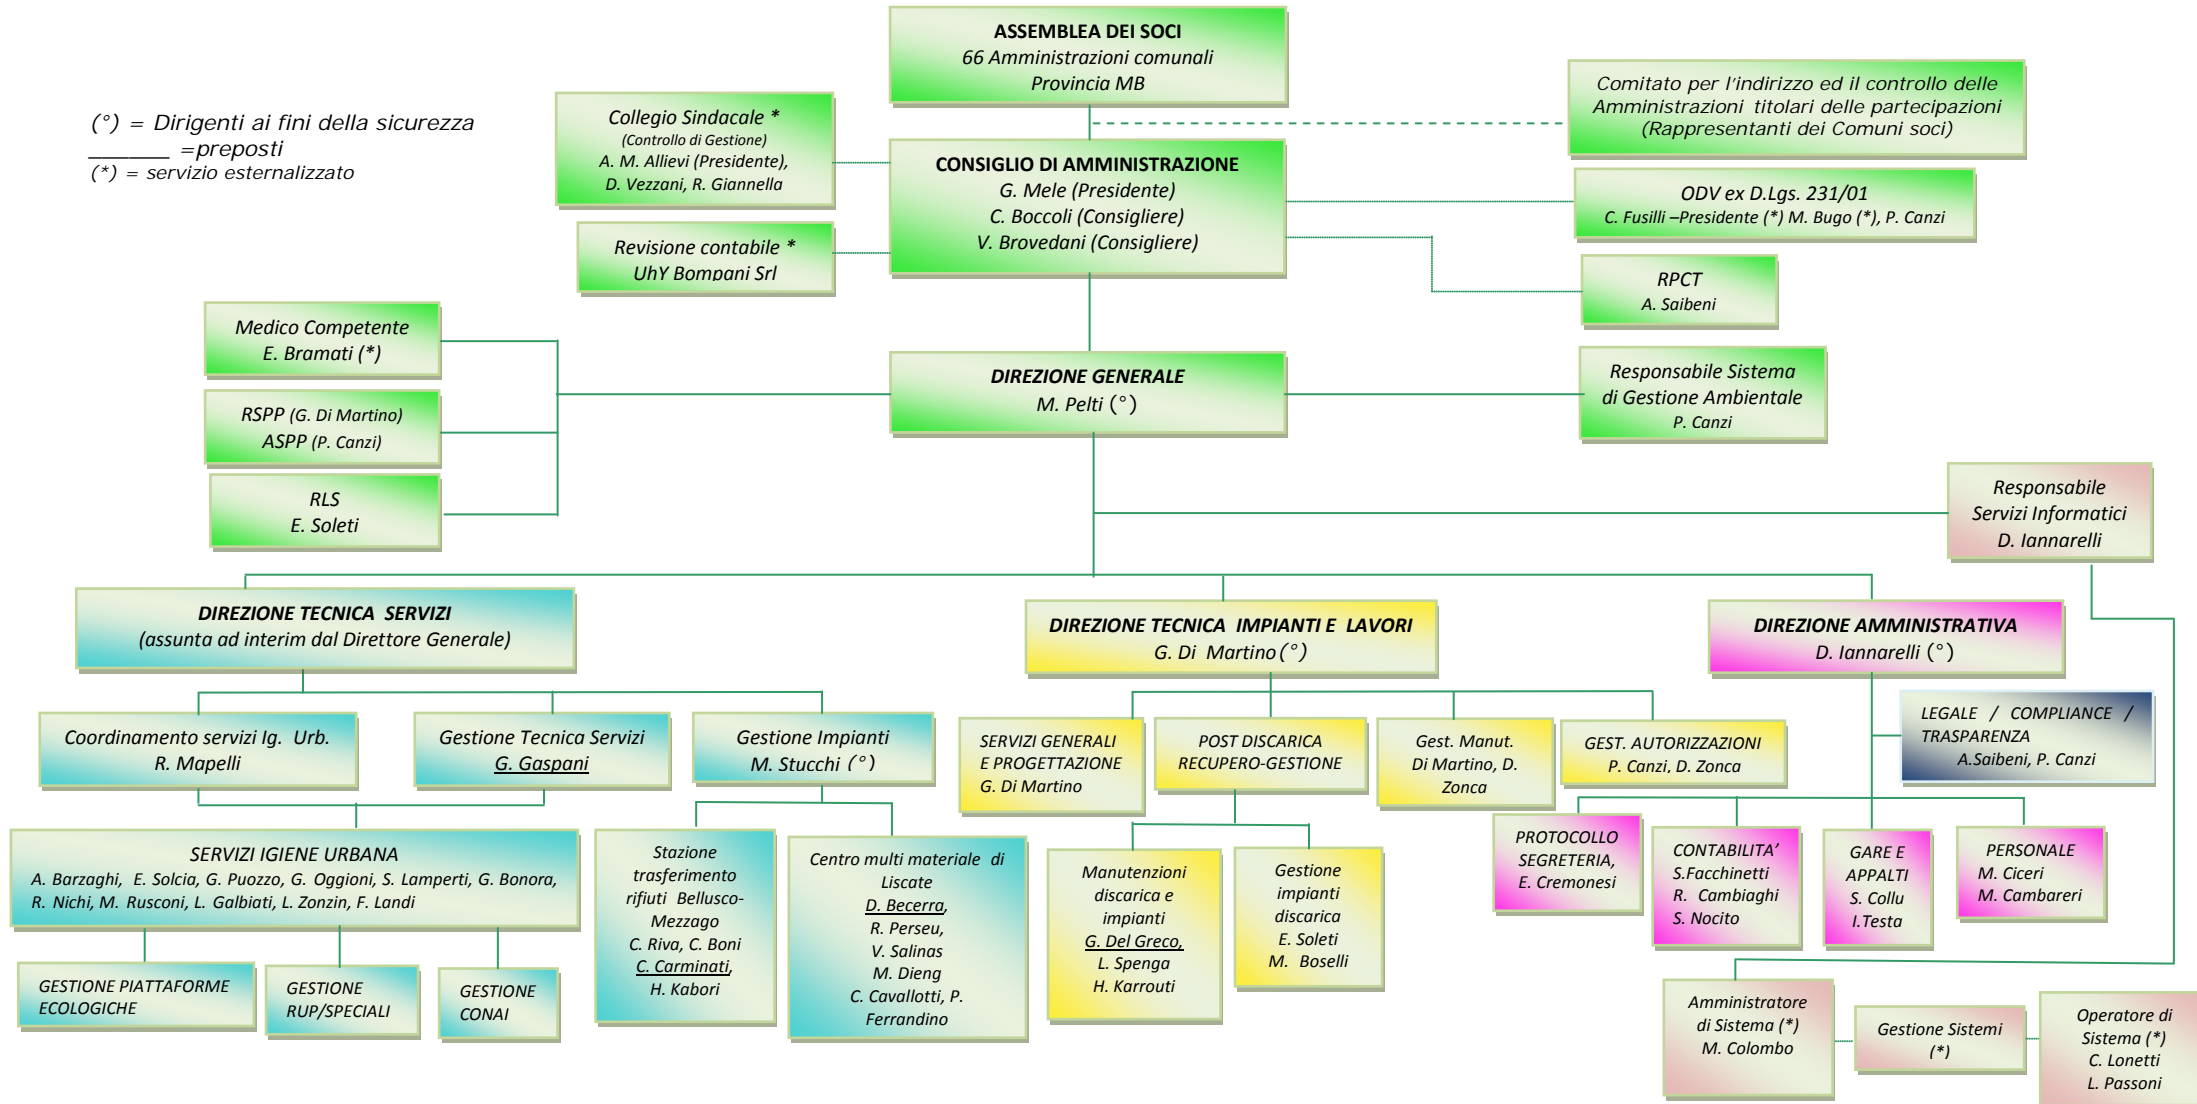 ASSEMBLEA DEI SOCI
66 Amministrazioni comunali
Provincia MB
Comitato per l'indirizzo ed il controllo delle
Amministrazioni titolari delle partecipazioni
(Rappresentanti dei Comuni soci)
(°) = Dirigenti ai fini della sicurezza
______ =preposti
(*) = servizio esternalizzato
Collegio Sindacale *
(Controllo di Gestione)
A. M. Allievi (Presidente),
D. Vezzani, R. Giannella
CONSIGLIO DI AMMINISTRAZIONE
G. Mele (Presidente)
C. Boccoli (Consigliere)
V. Brovedani (Consigliere)
ODV ex D.Lgs. 231/01
C. Fusilli –Presidente (*) M. Bugo (*), P. Canzi
Revisione contabile *
UhY Bompani Srl
RPCT
A. Saibeni
Medico Competente
E. Bramati (*)
DIREZIONE GENERALE
M. Pelti (°)
Responsabile Sistema
di Gestione Ambientale
P. Canzi
RSPP (G. Di Martino)
ASPP (P. Canzi)
RLS
E. Soleti
Responsabile
Servizi Informatici
D. Iannarelli
DIREZIONE TECNICA SERVIZI
(assunta ad interim dal Direttore Generale)
DIREZIONE TECNICA IMPIANTI E LAVORI
G. Di Martino (°)
DIREZIONE AMMINISTRATIVA
D. Iannarelli (°)
Coordinamento servizi Ig. Urb.
R. Mapelli
Gestione Tecnica Servizi
G. Gaspani
Gestione Impianti
M. Stucchi (°)
SERVIZI GENERALI
E PROGETTAZIONE
G. Di Martino
POST DISCARICA
RECUPERO-GESTIONE
Gest. Manut.
Di Martino, D.
Zonca
GEST. AUTORIZZAZIONI
P. Canzi, D. Zonca
LEGALE / COMPLIANCE /
TRASPARENZA
A.Saibeni, P. Canzi
SERVIZI IGIENE URBANA
A. Barzaghi, E. Solcia, G. Puozzo, G. Oggioni, S. Lamperti, G. Bonora,
R. Nichi, M. Rusconi, L. Galbiati, L. Zonzin, F. Landi
Stazione
trasferimento
rifiuti Bellusco-
Mezzago
C. Riva, C. Boni
C. Carminati,
H. Kabori
Centro multi materiale di
Liscate
D. Becerra,
R. Perseu,
V. Salinas
M. Dieng
C. Cavallotti, P.
Ferrandino
Manutenzioni
discarica e
impianti
G. Del Greco,
L. Spenga
H. Karrouti
Gestione
impianti
discarica
E. Soleti
M. Boselli
PROTOCOLLO
SEGRETERIA,
E. Cremonesi
CONTABILITA'
S.Facchinetti
R. Cambiaghi
S. Nocito
GARE E
APPALTI
S. Collu
I.Testa
PERSONALE
M. Ciceri
M. Cambareri
GESTIONE PIATTAFORME
ECOLOGICHE
GESTIONE
RUP/SPECIALI
GESTIONE
CONAI
Amministratore
di Sistema (*)
M. Colombo
Gestione Sistemi
(*)
Operatore di
Sistema (*)
C. Lonetti
L. Passoni